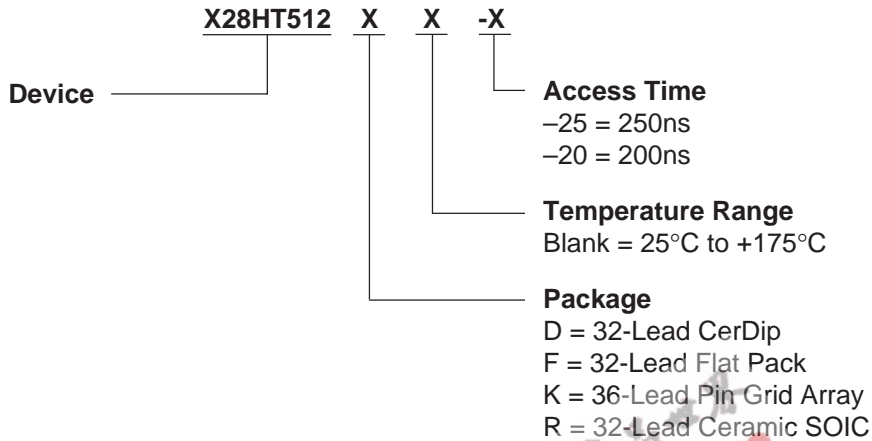 X28HT512 X X -X
Device
Access Time
–25 = 250ns
–20 = 200ns
Temperature Range
Blank = 25°C to +175°C
Package
D = 32-Lead CerDip
F = 32-Lead Flat Pack
K = 36-Lead Pin Grid Array
R = 32-Lead Ceramic SOIC